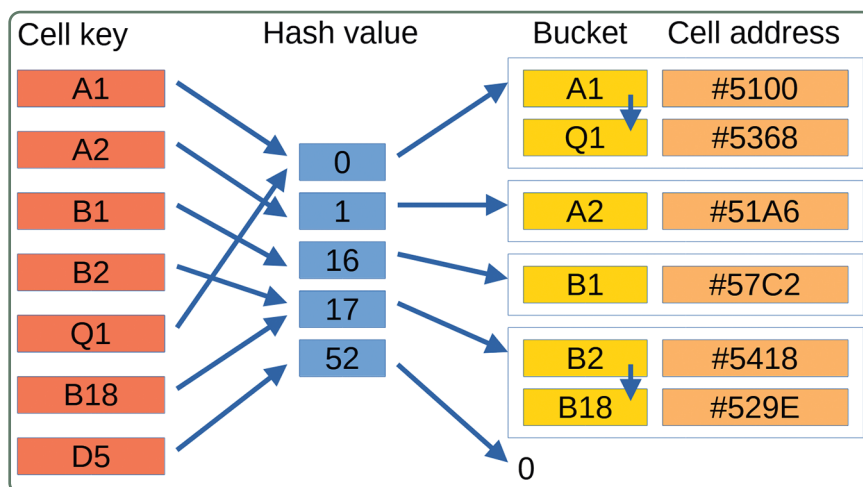 Cell key
Hash value
Bucket
Cell address
A1
A2
B1
B2
Q1
B18
D5
0
1
16
17
52
A1 #5100
Q1 #5368
A2 #51A6
B1 #57C2
B2 #5418
B18 #529E
0